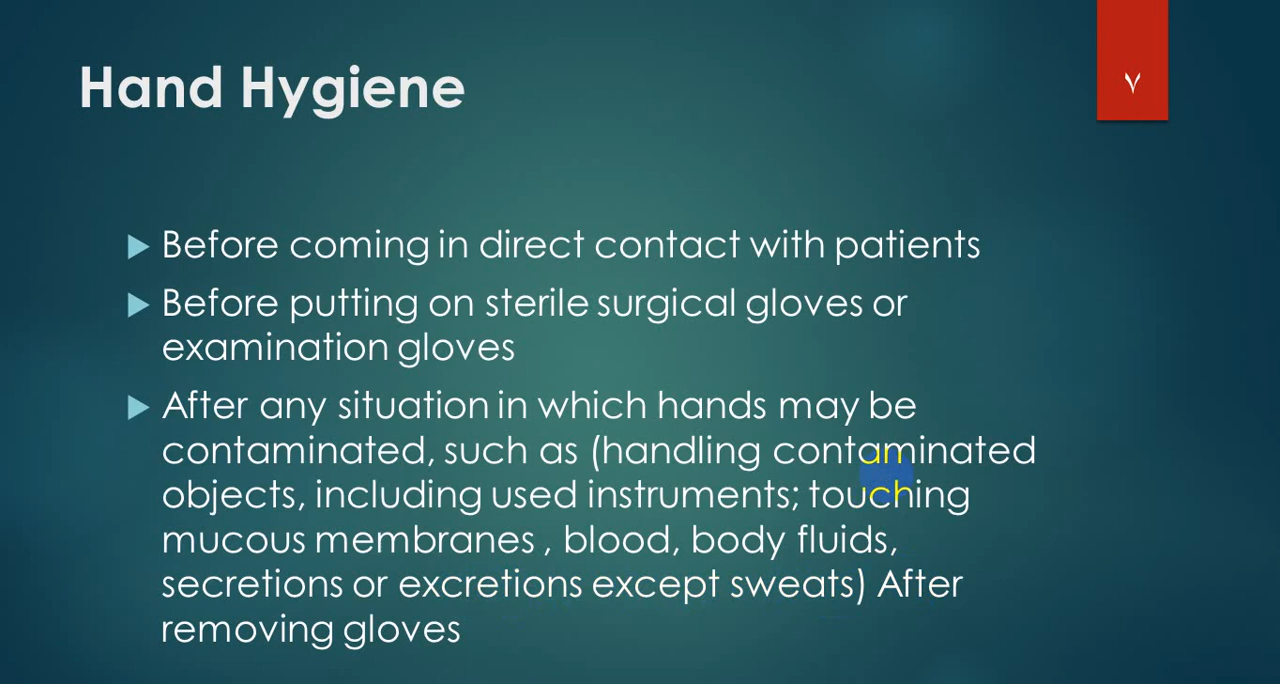 Hand Hygiene
٧
Before coming in direct contact with patients
Before putting on sterile surgical gloves or
examination gloves
After any situation in which hands may be
contaminated, such as (handling contaminated
objects, including used instruments; touching
mucous membranes , blood, body fluids,
secretions or excretions except sweats) After
removing gloves